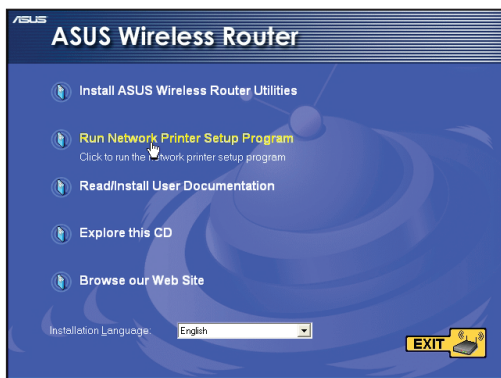 ASUS
ASUS Wireless Router
Install ASUS Wireless Router Utilities
Run Network Printer Setup Program
Click to run the network printer setup program
Read/Install User Documentation
Explore this CD
Browse our Web Site
Installation Language: English
EXIT